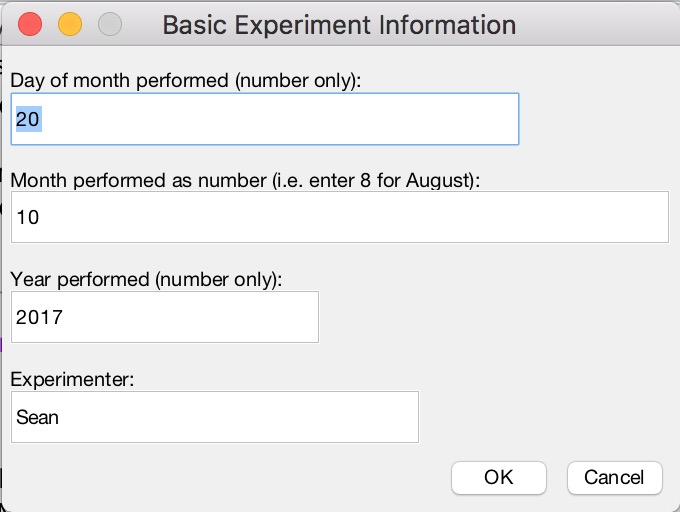 Basic Experiment Information
Day of month performed (number only):
20
Month performed as number (i.e. enter 8 for August):
10
Year performed (number only):
2017
Experimenter:
Sean
OK Cancel